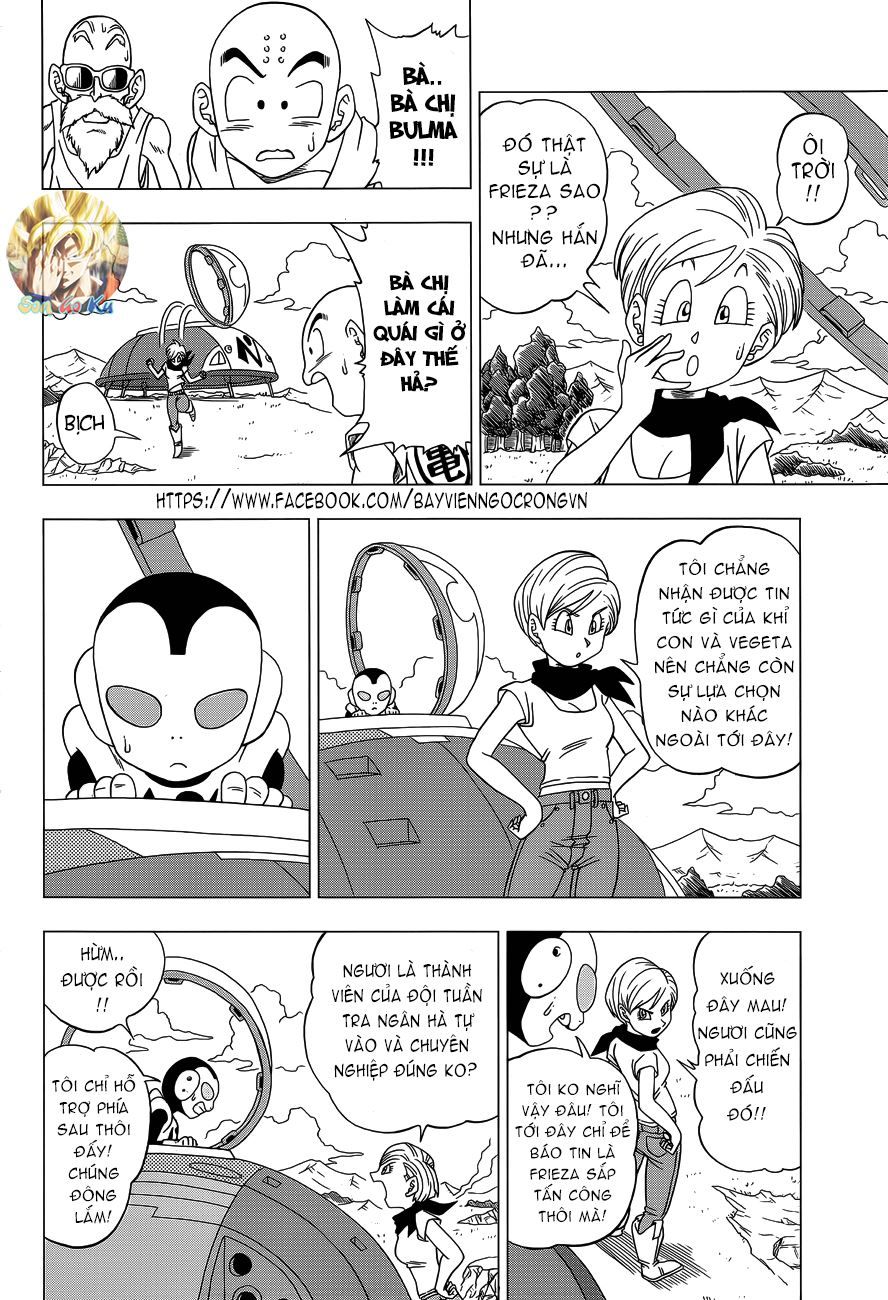 ÔI
TRỜI
!!
ĐÓ THẬT
SỰ LÀ
FRIEZA SAO
??
NHƯNG HẮN
ĐÃ...
BÀ..
BÀ CHỊ
BULMA
!!!
BÀ CHỊ
LÀM CÁI
QUÁI GÌ Ở
ĐÂY THẾ
HẢ?
BỊCH
亀
N
Son Go Ku
HTTPS://WWW.FACEBOOK.COM/BAYVIENNGOCRONGVN
TÔI CHẲNG
NHẬN ĐƯỢC TIN
TỨC GÌ CỦA KHỈ
CON VÀ VEGETA
NÊN CHẲNG CÒN
SỰ LỰA CHỌN
NÀO KHÁC
NGOÀI TỚI ĐÂY!
XUỐNG
ĐÂY MAU!
NGƯƠI CŨNG
PHẢI CHIẾN
ĐẤU
ĐÓ!!
TÔI KO NGHĨ
VẬY ĐÂU! TÔI
TỚI ĐÂY CHỈ ĐỂ
BÁO TIN LÀ
FRIEZA SẮP
TẤN CÔNG
THÔI MÀ!
NGƯƠI LÀ THÀNH
VIÊN CỦA ĐỘI TUẦN
TRA NGÂN HÀ TỰ
VÀO VÀ CHUYÊN
NGHIỆP ĐÚNG KO?
HỪM..
ĐƯỢC RỒI
!!
TÔI CHỈ HỖ
TRỢ PHÍA
SAU THÔI
ĐẤY!
CHÚNG
ĐÔNG
LẮM!